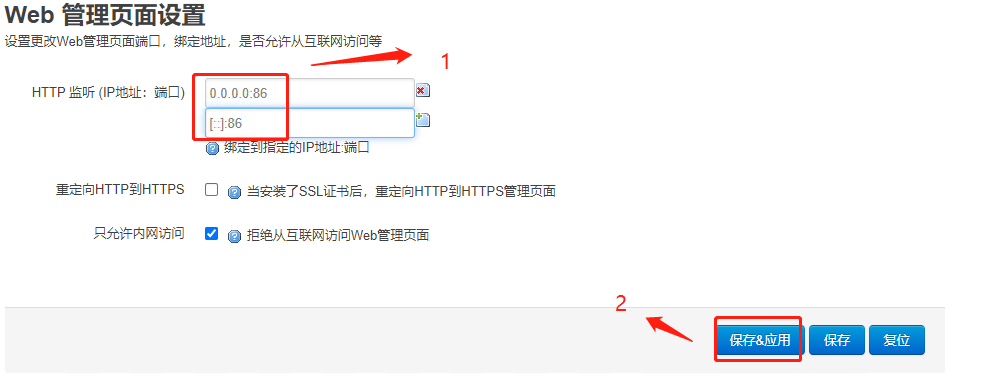 Web 管理页面设置
设置更改Web管理页面端口，绑定地址，是否允许从互联网访问等
1
HTTP 监听 (IP地址：端口)
0.0.0.0:86
[::]:86
绑定到指定的IP地址:端口
重定向HTTP到HTTPS
当安装了SSL证书后，重定向HTTP到HTTPS管理页面
只允许内网访问
拒绝从互联网访问Web管理页面
2
保存&应用
保存
复位